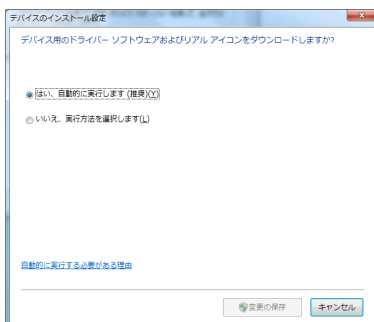 デバイスのインストール設定
デバイス用のドライバー ソフトウェアおよびリアル アイコンをダウンロードしますか?
はい、自動的に実行します (推奨)(Y)
いいえ、実行方法を選択します(L)
自動的に実行する必要がある理由
変更の保存
キャンセル